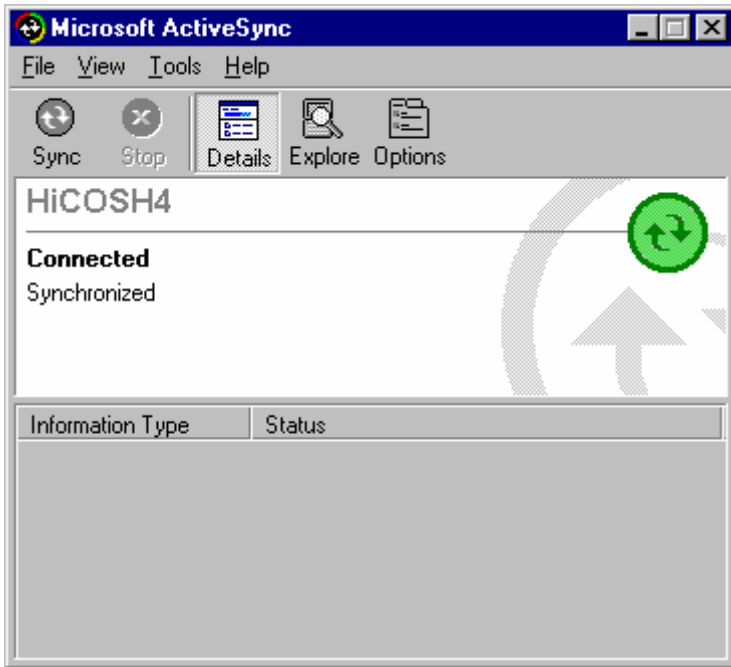 Microsoft ActiveSync
File View Tools Help
Sync Stop Details Explore Options
HiCOSH4
Connected
Synchronized
Information Type Status